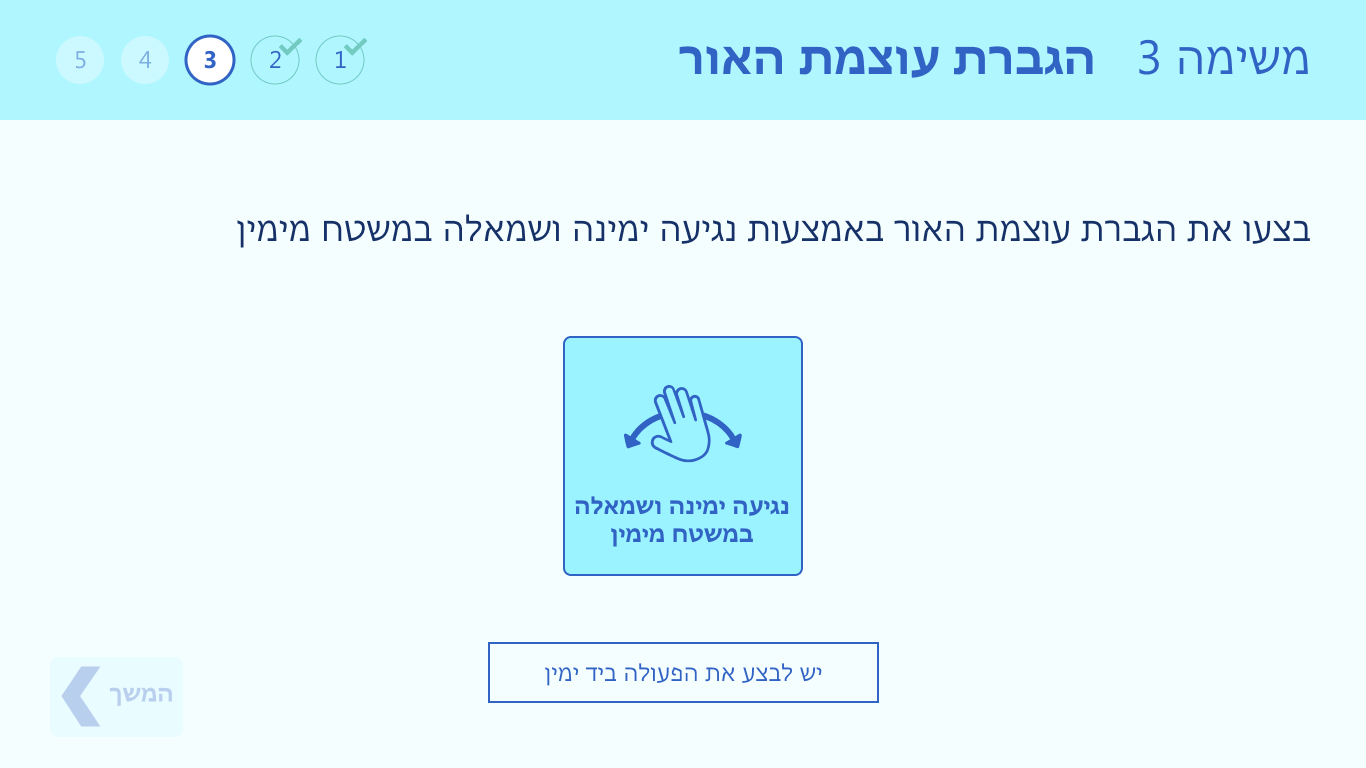 משימה 3 הגברת עוצמת האור
1 2 3 4 5
בצעו את הגברת עוצמת האור באמצעות נגיעה ימינה ושמאלה במשטח מימין
נגיעה ימינה ושמאלה
במשטח מימין
יש לבצע את הפעולה ביד ימין
המשך